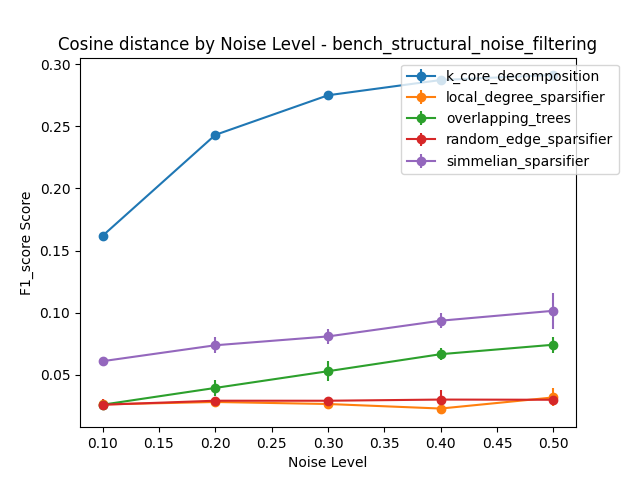 Cosine distance by Noise Level - bench_structural_noise_filtering
F1_score Score
0.30
0.25
0.20
0.15
0.10
0.05
k_core_decomposition
local_degree_sparsifier
overlapping_trees
random_edge_sparsifier
simmelian_sparsifier
0.10 0.15 0.20 0.25 0.30 0.35 0.40 0.45 0.50
Noise Level